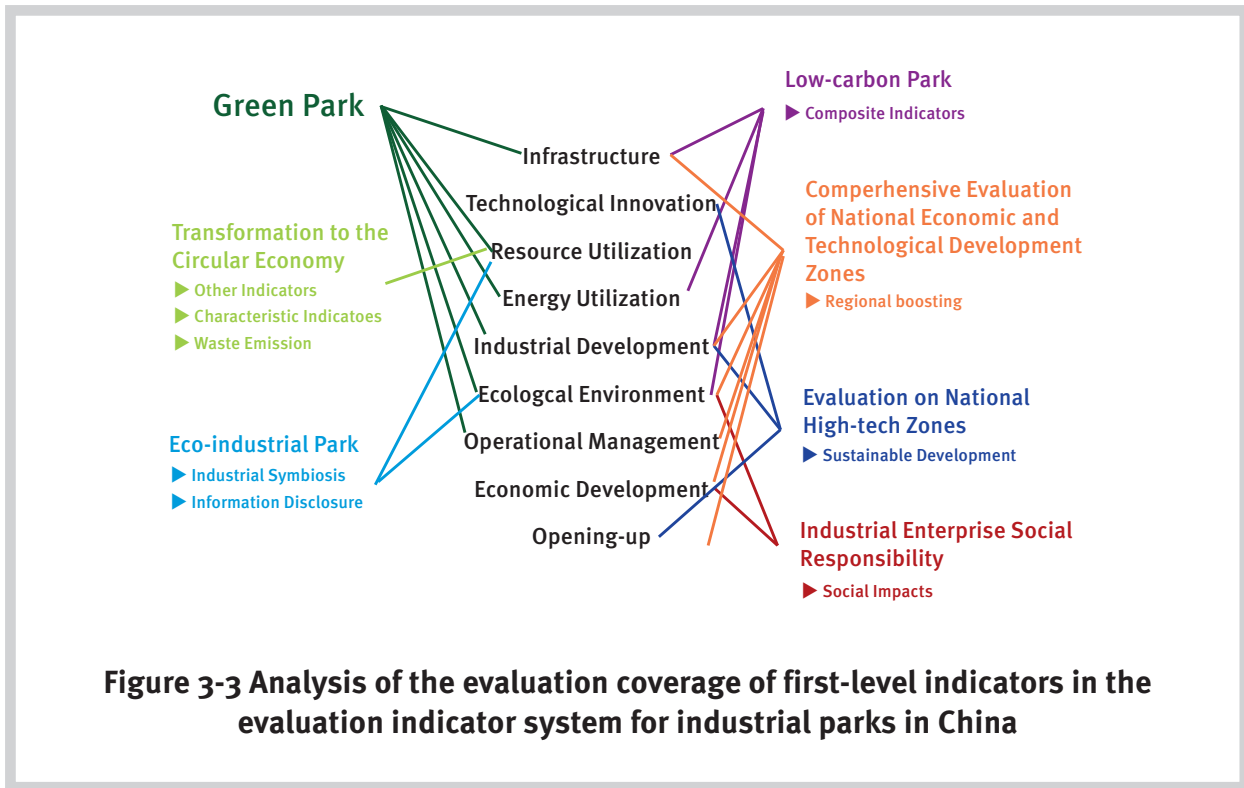 Green Park
Transformation to the
Circular Economy
▶ Other Indicators
▶ Characteristic Indicatoes
▶ Waste Emission
Eco-industrial Park
▶ Industrial Symbiosis
▶ Information Disclosure
Infrastructure
Technological Innovation
Resource Utilization
Energy Utilization
Industrial Development
Ecologcal Environment
Operational Management
Economic Development
Opening-up
Low-carbon Park
▶ Composite Indicators
Comperhensive Evaluation
of National Economic and
Technological Development
Zones
▶ Regional boosting
Evaluation on National
High-tech Zones
▶ Sustainable Development
Industrial Enterprise Social
Responsibility
▶ Social Impacts
Figure 3-3 Analysis of the evaluation coverage of first-level indicators in the
evaluation indicator system for industrial parks in China